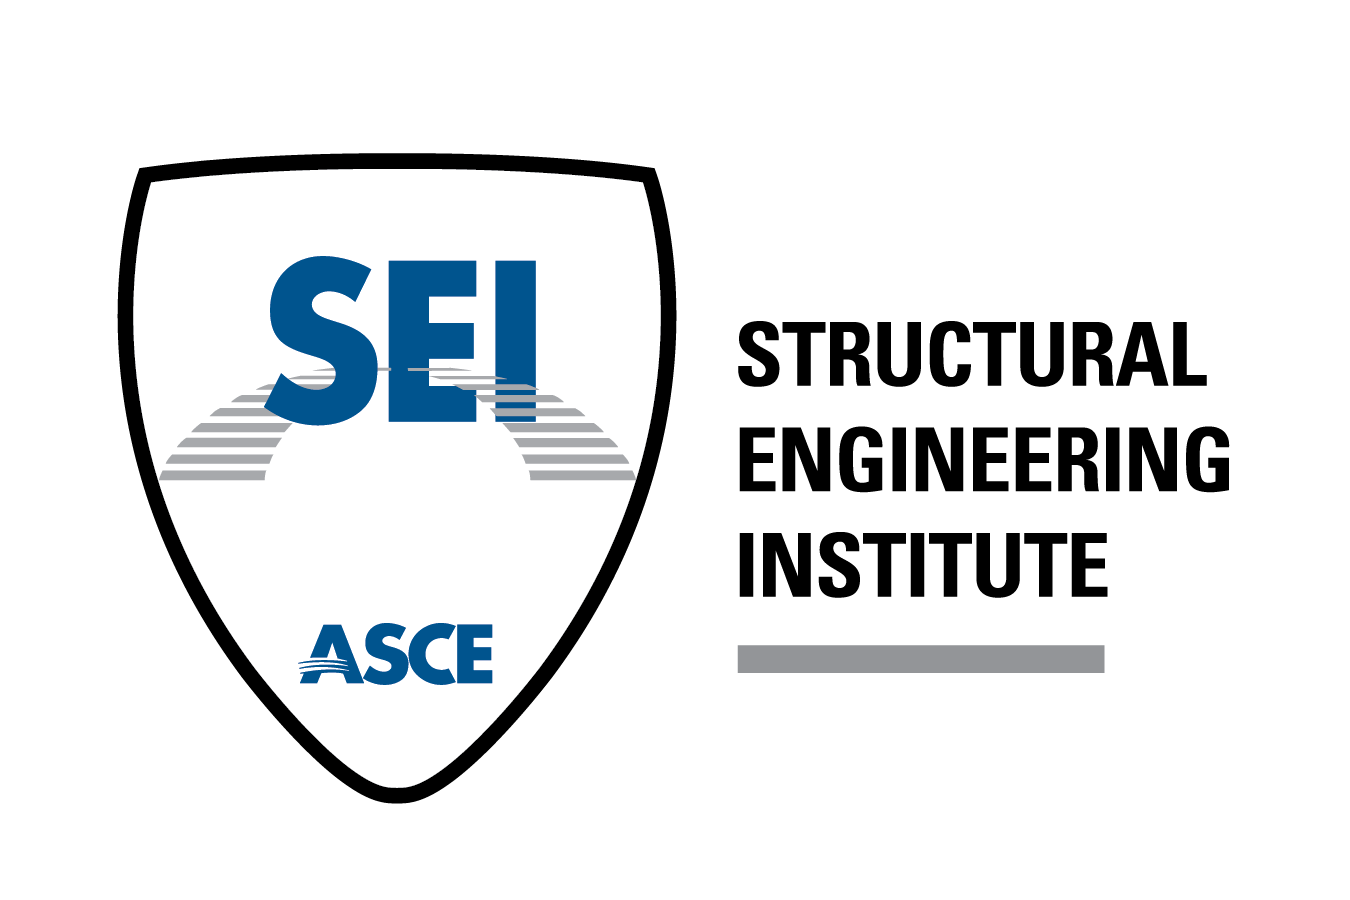 SEI
ASCE
STRUCTURAL
ENGINEERING
INSTITUTE